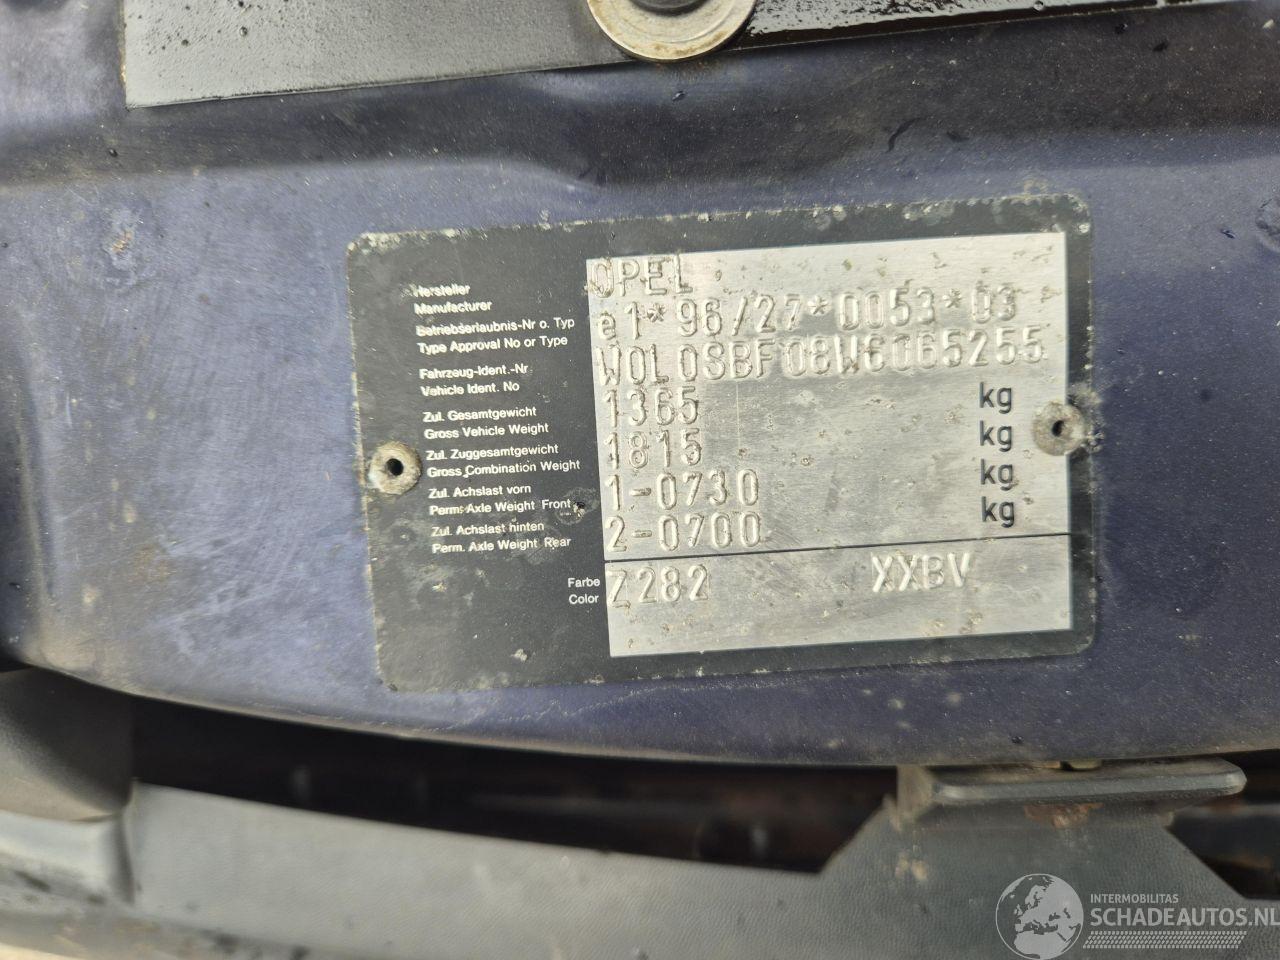 Hersteller
Manufacturer
OPEL
Betriebserlaubnis-Nr o. Typ
Type Approval No or Type
e1*96/27*0053*03
Fahrzeug-Ident.-Nr
Vehicle Ident. No
W0L0SBF08W6065255
Zul. Gesamtgewicht
Gross Vehicle Weight
1365 kg
Zul. Zuggesamtgewicht
Gross Combination Weight
1815 kg
Zul. Achslast vorn
Perm. Axle Weight Front
1-0730 kg
Zul. Achslast hinten
Perm. Axle Weight Rear
2-0700 kg
Farbe
Color
Z282 XXBV
INTERMOBILITAS
SCHADEAUTOS.NL